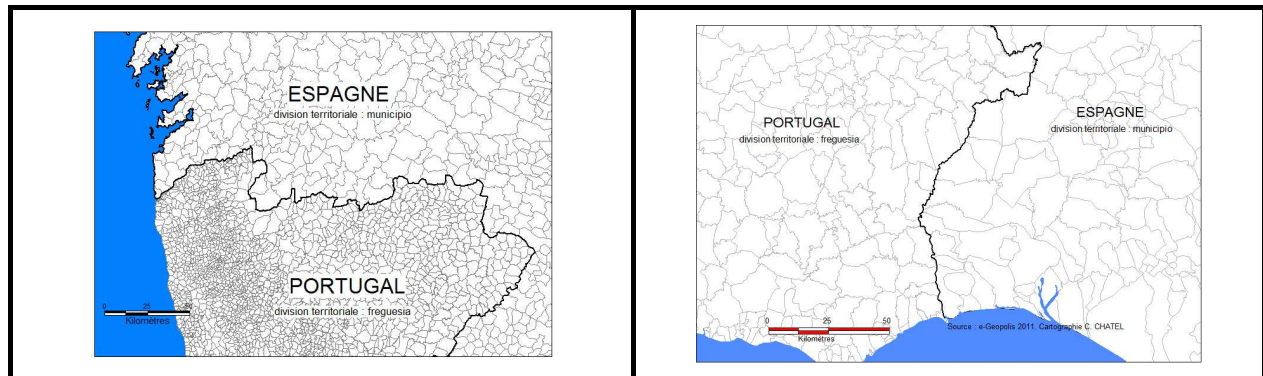 ESPAGNE
division territoriale : municipio
PORTUGAL
division territoriale : freguesia
0 25 50
Kilomètres
PORTUGAL
division territoriale : freguesia
ESPAGNE
division territoriale : municipio
0 25 50
Kilomètres
Source : e-Geopolis 2011. Cartographie C. CHATEL